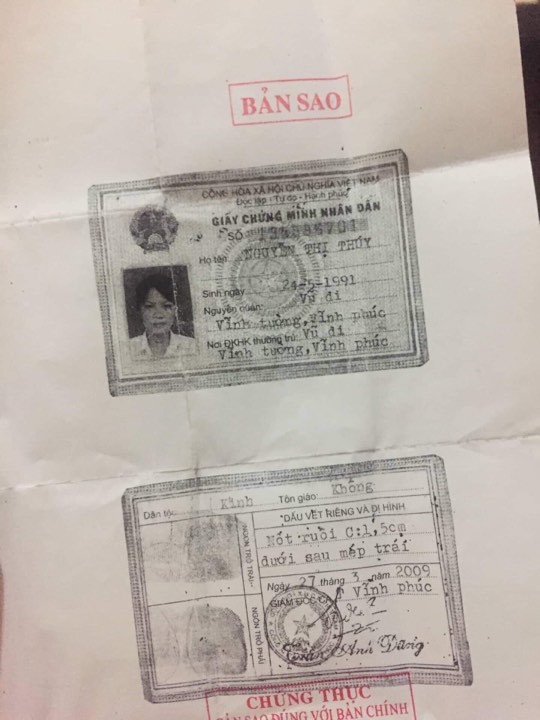 BẢN SAO
CỘNG HÒA XÃ HỘI CHỦ NGHĨA VIỆT NAM
Độc lập - Tự do - Hạnh phúc
GIẤY CHỨNG MINH NHÂN DÂN
SỐ
Họ tên: NGUYỄN THỊ THÚY
Sinh ngày: 24-5-1991
Nguyên quán: Vũ di
Vĩnh tường, Vĩnh phúc
Nơi ĐKHK thường trú: Vũ di
Vĩnh tường, Vĩnh phúc
Dân tộc: Kinh Tôn giáo: Không
NGÓN TRỎ TRÁI
NGÓN TRỎ PHẢI
DẤU VẾT RIÊNG VÀ DỊ HÌNH
Nốt ruồi C:1,5cm
dưới sau mép trái
Ngày 27 tháng 3 năm 2009
GIÁM ĐỐC CA Vĩnh phúc
CHỨNG THỰC
BẢN SAO ĐÚNG VỚI BẢN CHÍNH